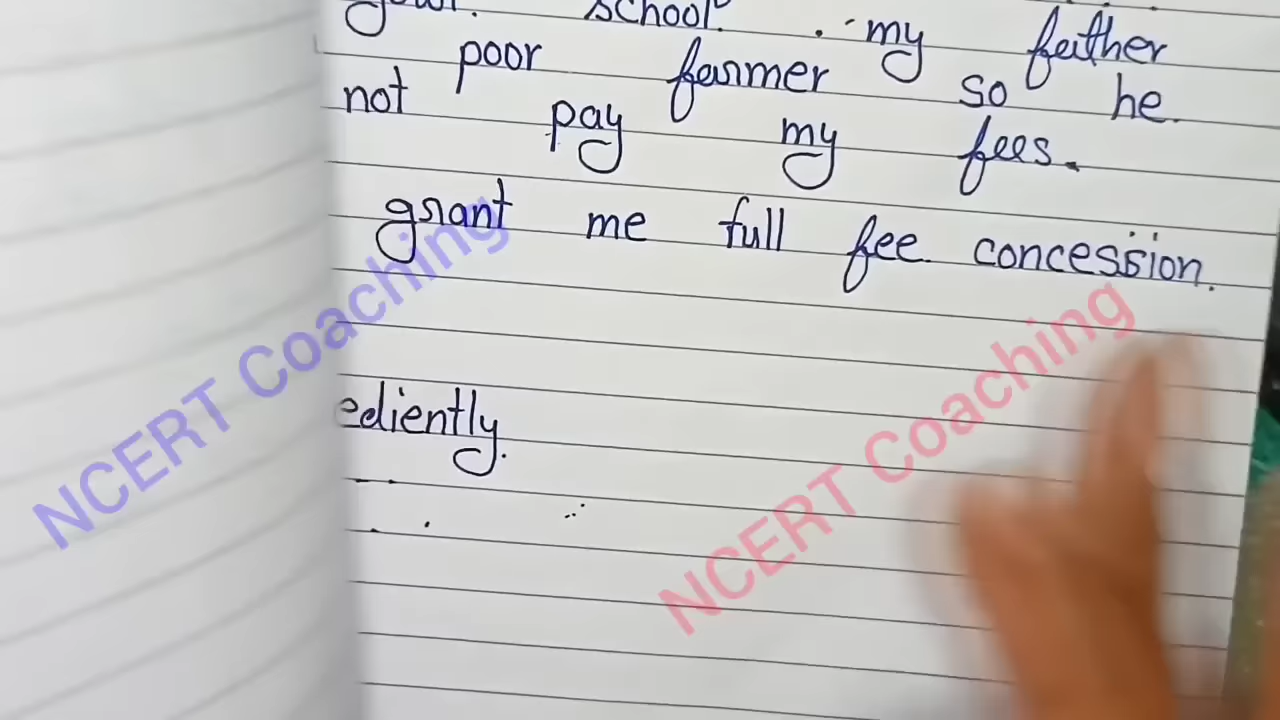 your school. my father
poor farmer so he
not pay my fees.
grant me full fee concession.
ediently.
NCERT Coaching
NCERT Coaching